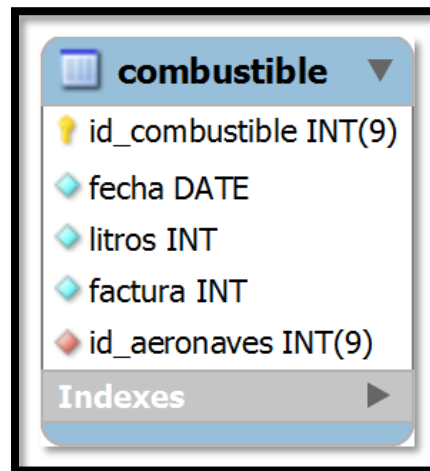 combustible
id_combustible INT(9)
fecha DATE
litros INT
factura INT
id_aeronaves INT(9)
Indexes